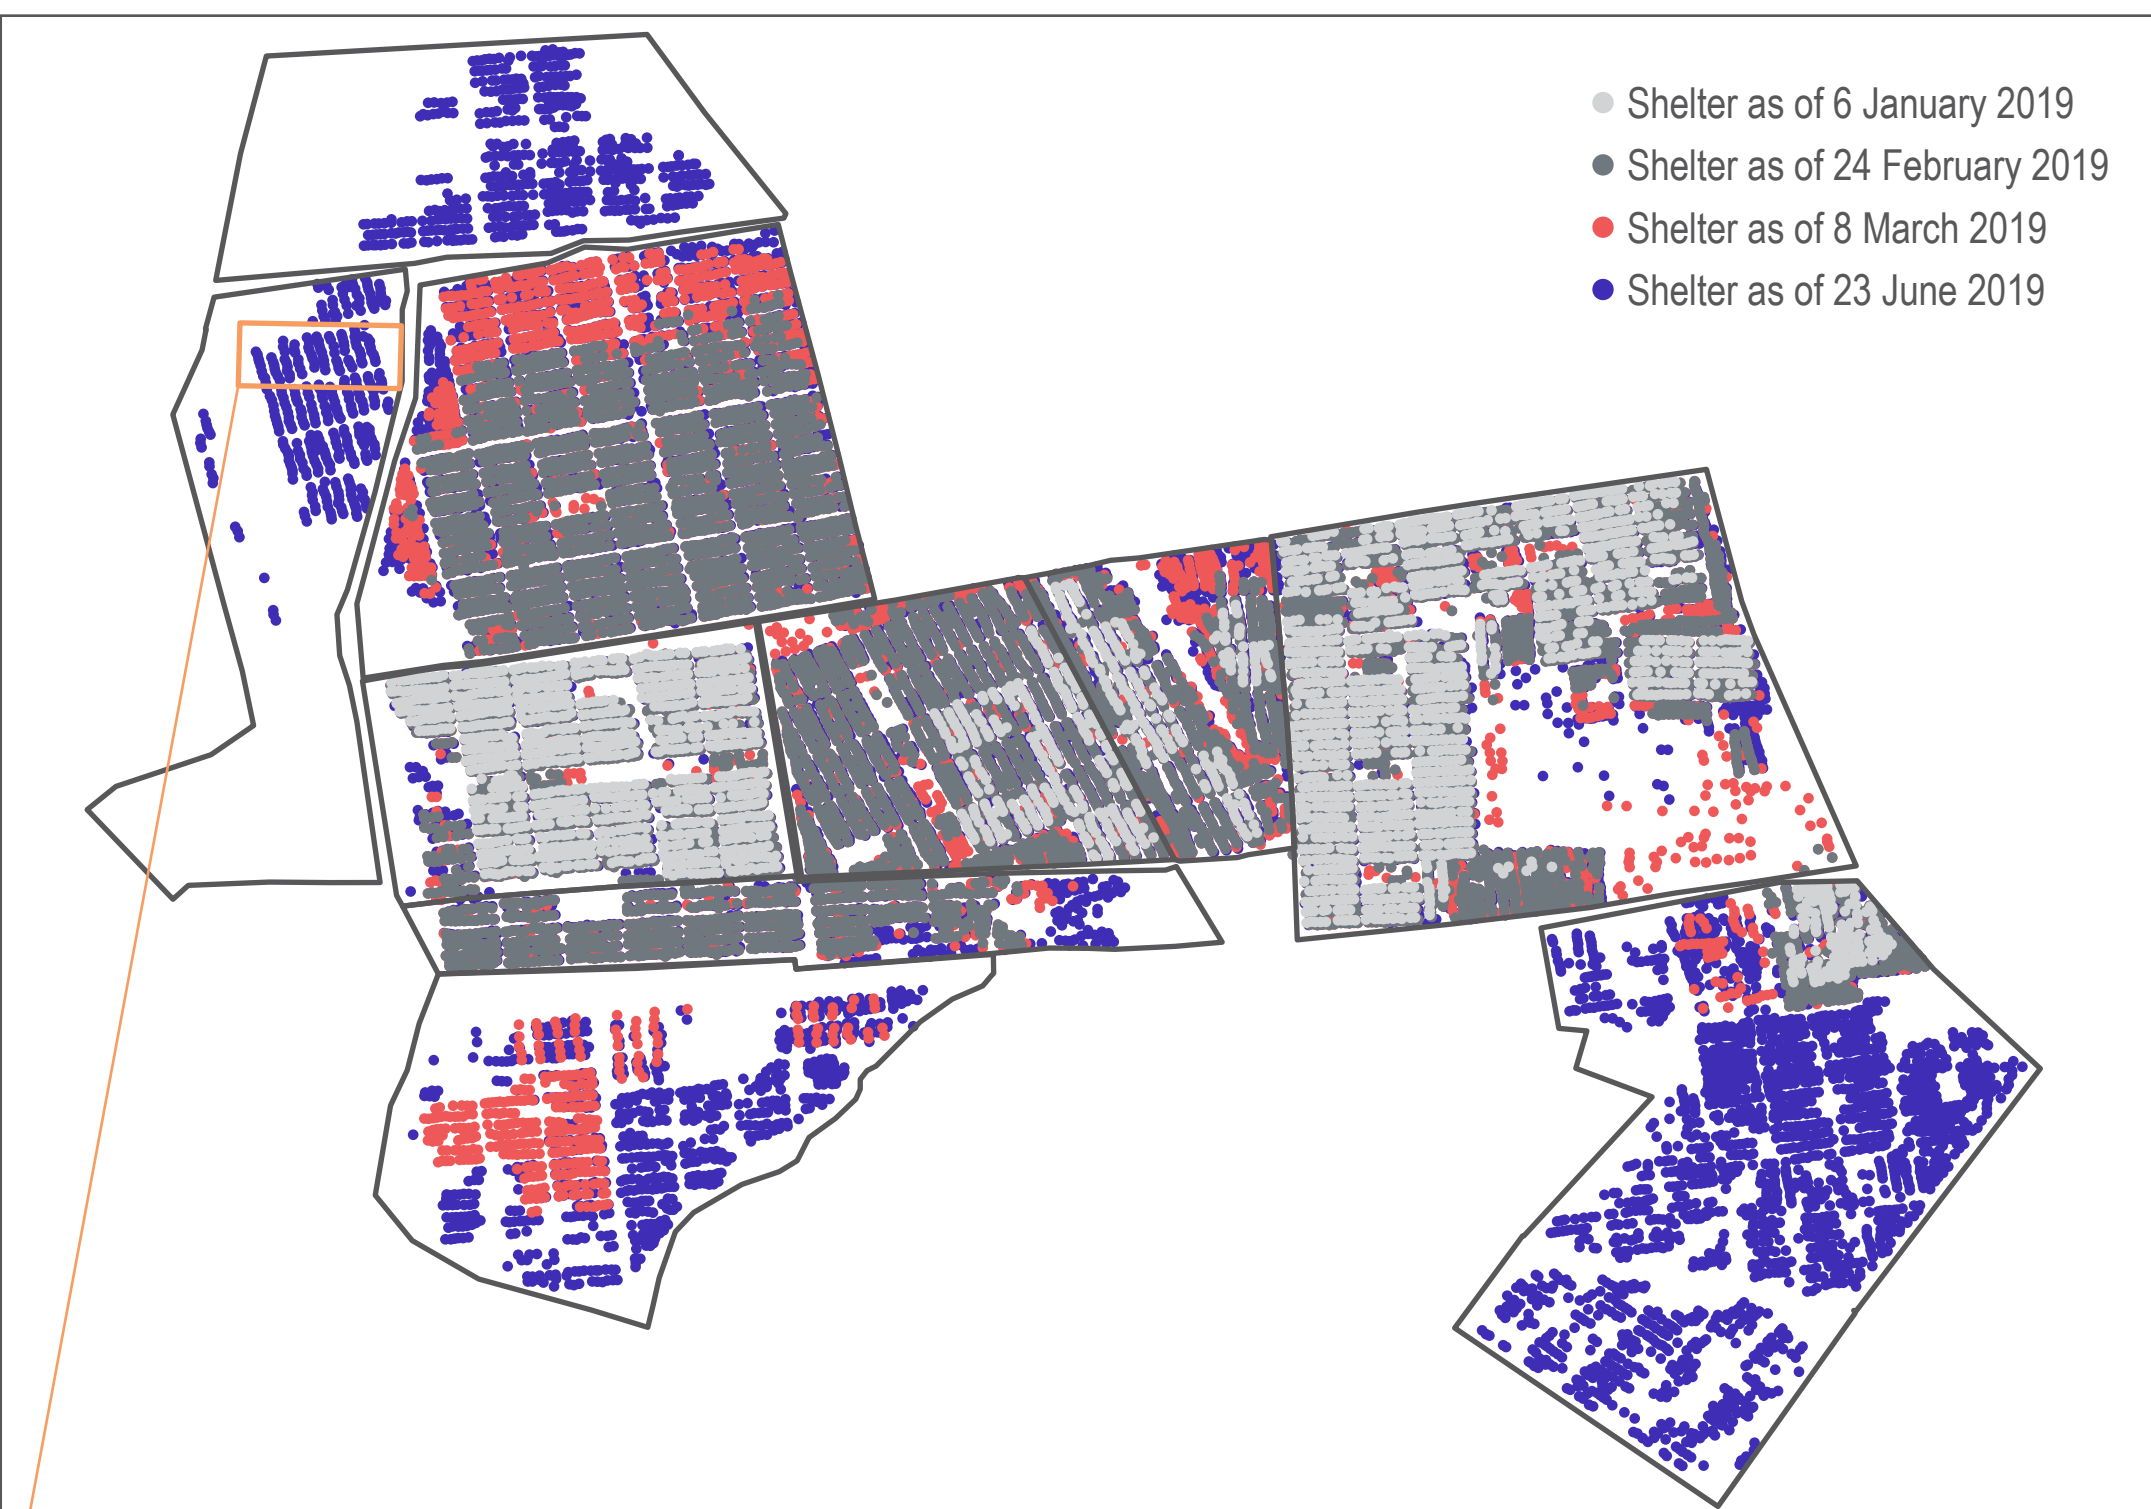 Shelter as of 6 January 2019
Shelter as of 24 February 2019
Shelter as of 8 March 2019
Shelter as of 23 June 2019